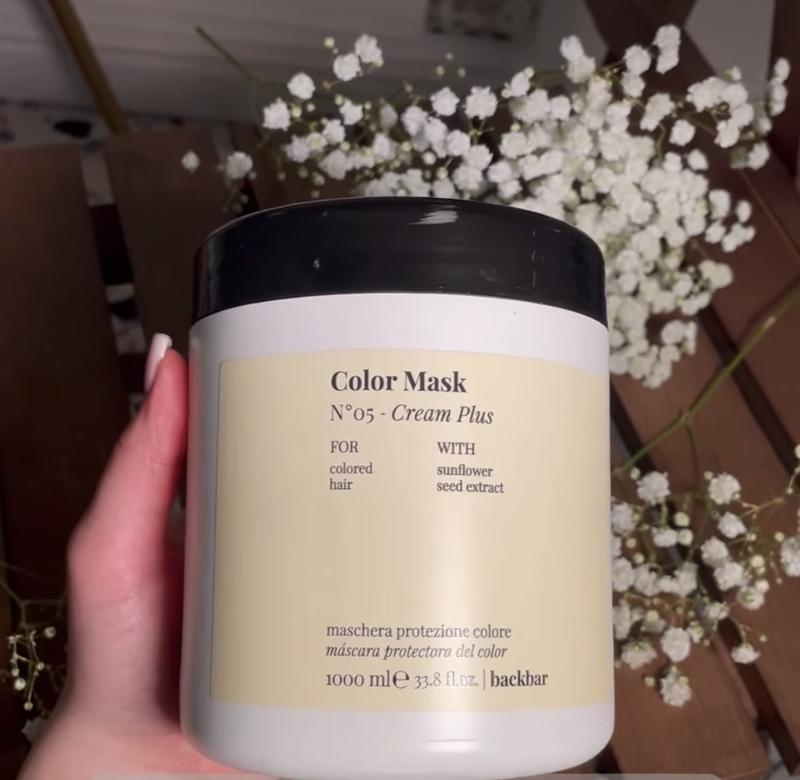 Color Mask
N°05 - Cream Plus
FOR WITH
colored sunflower
hair seed extract
maschera protezione colore
máscara protectora del color
1000 ml℮ 33.8 fl.oz. | backbar